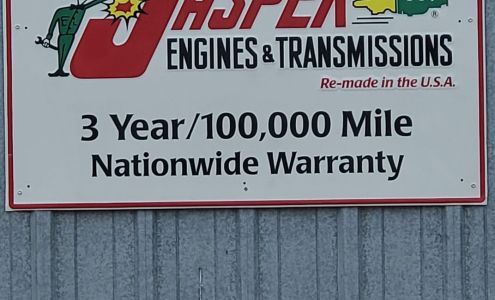 JASPER
ENGINES & TRANSMISSIONS
®
Re-made in the U.S.A.
3 Year/100,000 Mile
Nationwide Warranty